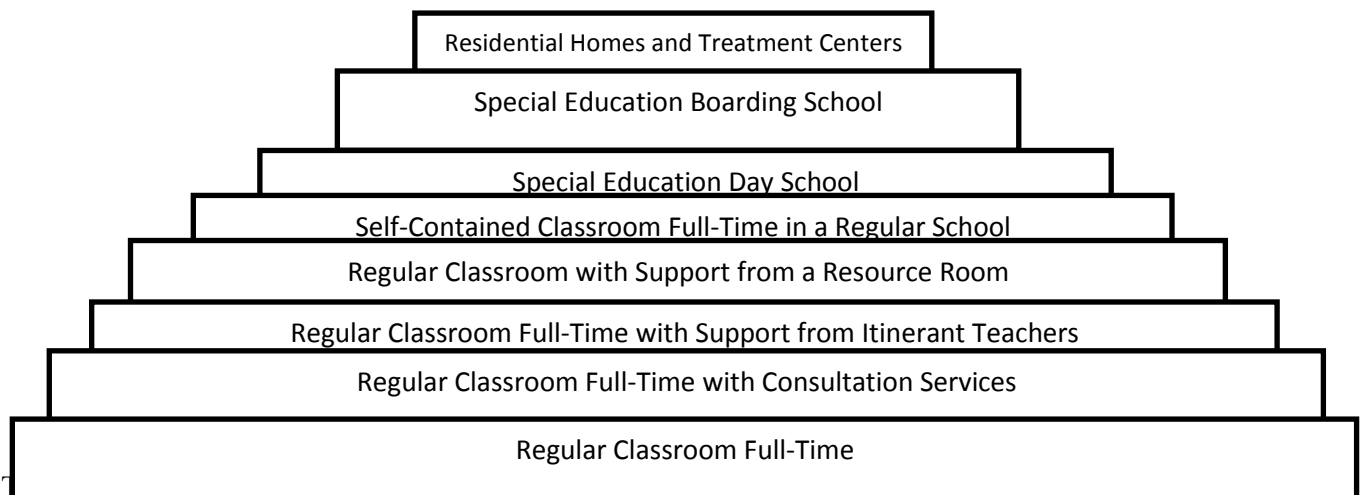 Residential Homes and Treatment Centers
Special Education Boarding School
Special Education Day School
Self-Contained Classroom Full-Time in a Regular School
Regular Classroom with Support from a Resource Room
Regular Classroom Full-Time with Support from Itinerant Teachers
Regular Classroom Full-Time with Consultation Services
Regular Classroom Full-Time